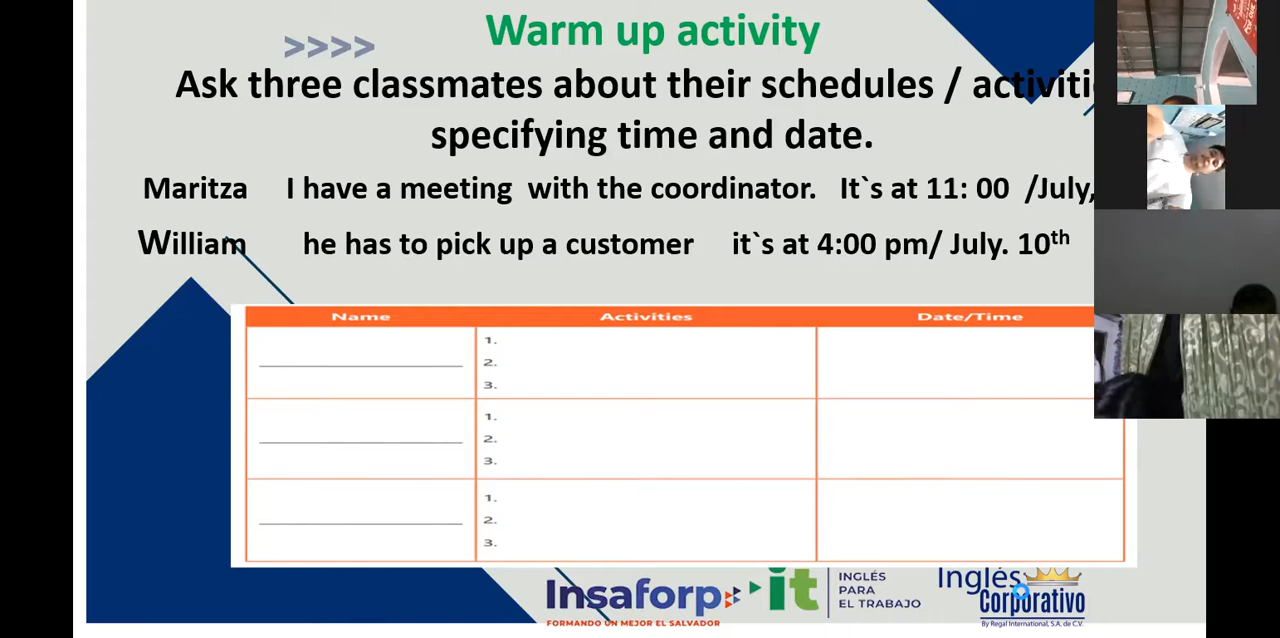 Warm up activity
>>>>
Ask three classmates about their schedules / activiti
specifying time and date.
Maritza I have a meeting with the coordinator. It`s at 11: 00 /July,
William he has to pick up a customer it`s at 4:00 pm/ July. 10th
Name Activities Date/Time
1.
2.
3.
1.
2.
3.
1.
2.
3.
Insaforp
FORMANDO UN MEJOR EL SALVADOR
it
INGLÉS
PARA
EL TRABAJO
Inglés
Corporativo
By Regal International, S.A. de C.V.